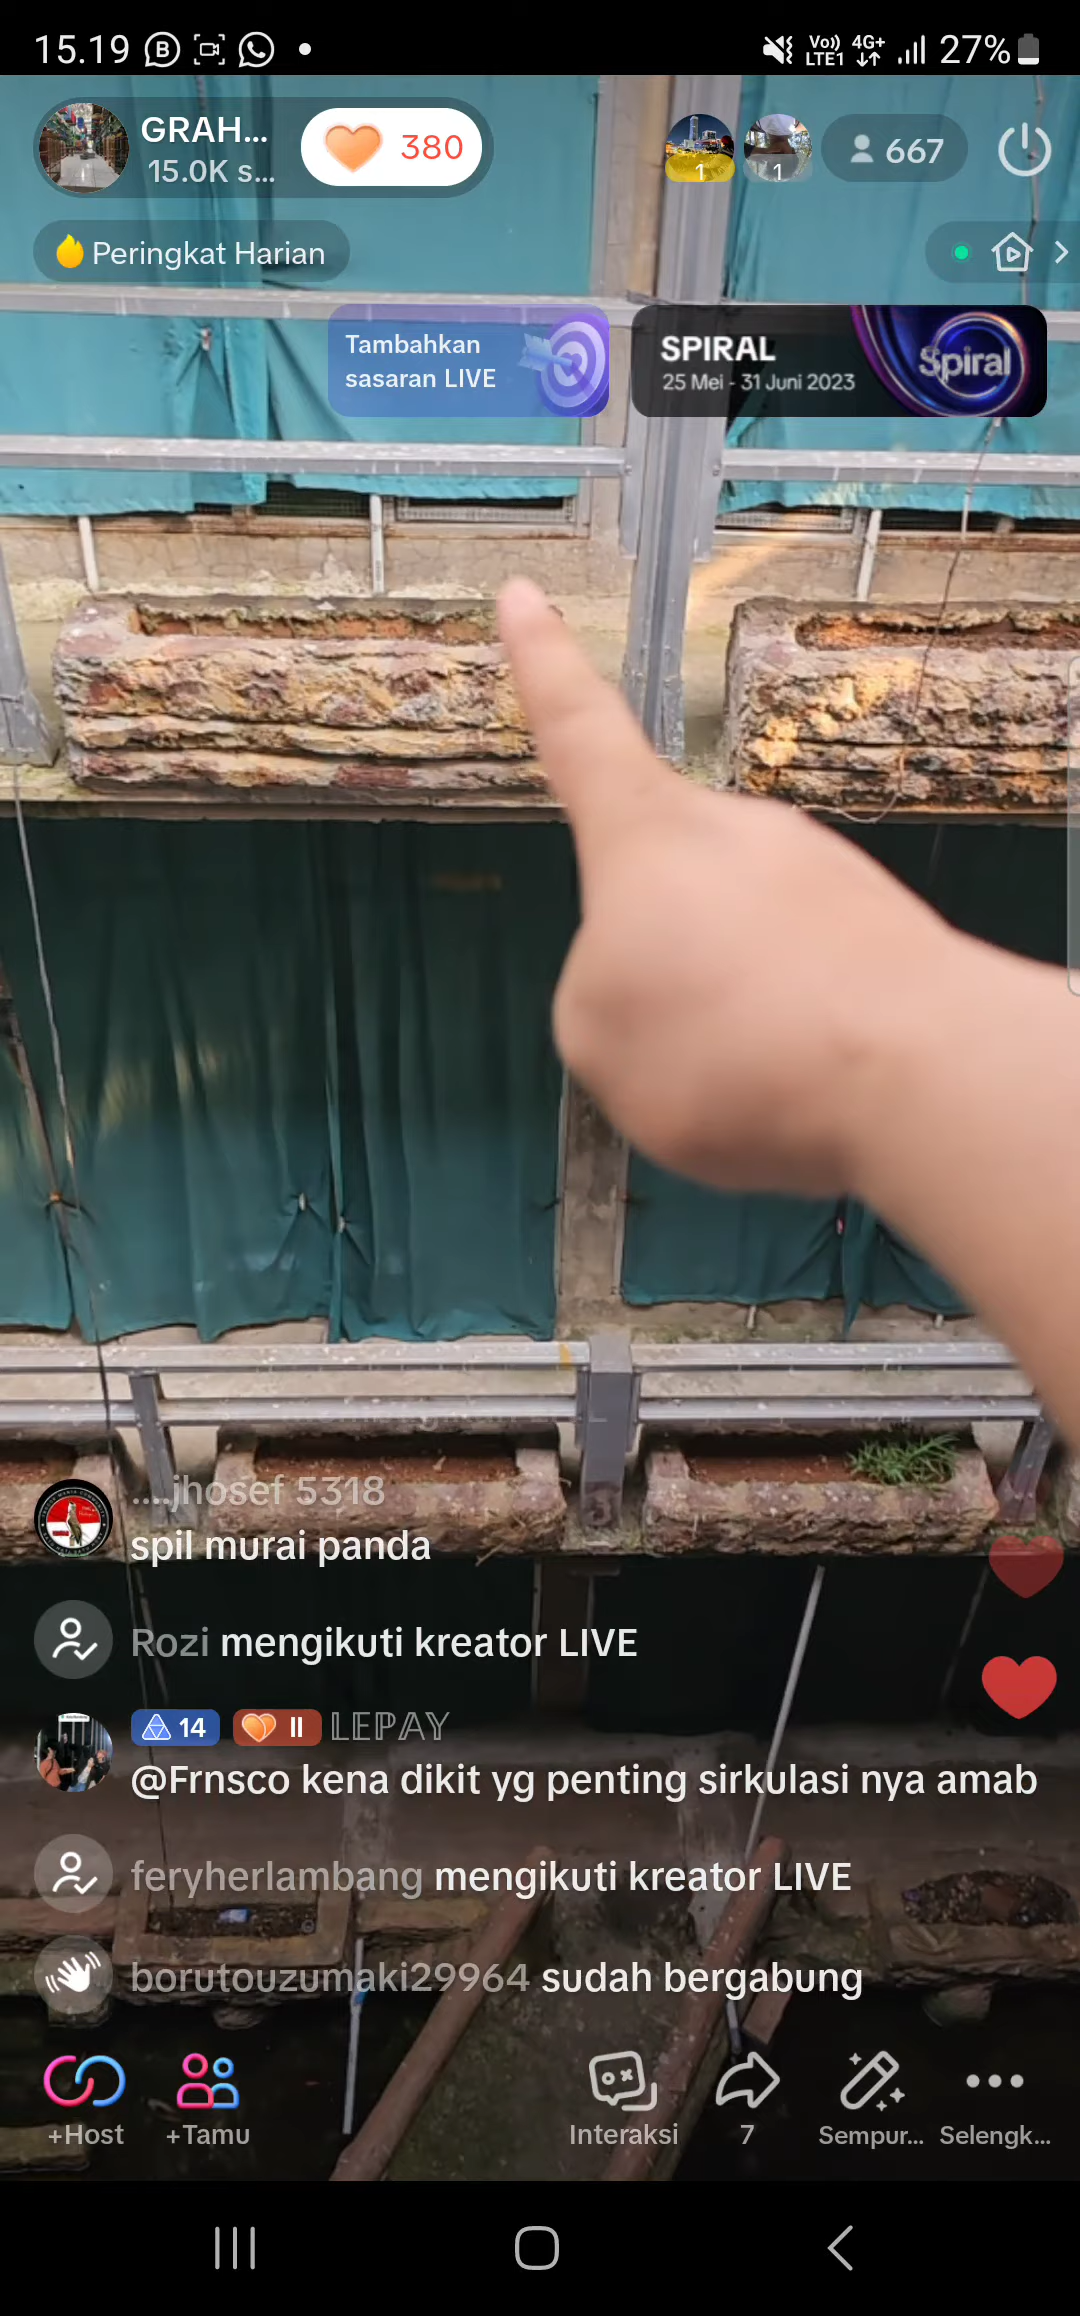 15.19
Vo)) 4G+
LTE1
27%
GRAH...
15.0K s...
380
1
1
667
Peringkat Harian
Tambahkan
sasaran LIVE
SPIRAL
25 Mei - 31 Juni 2023
Spiral
....jhosef 5318
spil murai panda
Rozi mengikuti kreator LIVE
14 II LEPAY
@Frnsco kena dikit yg penting sirkulasi nya amab
feryherlambang mengikuti kreator LIVE
borutouzumaki29964 sudah bergabung
+Host
+Tamu
Interaksi
7
Sempur...
Selengk...